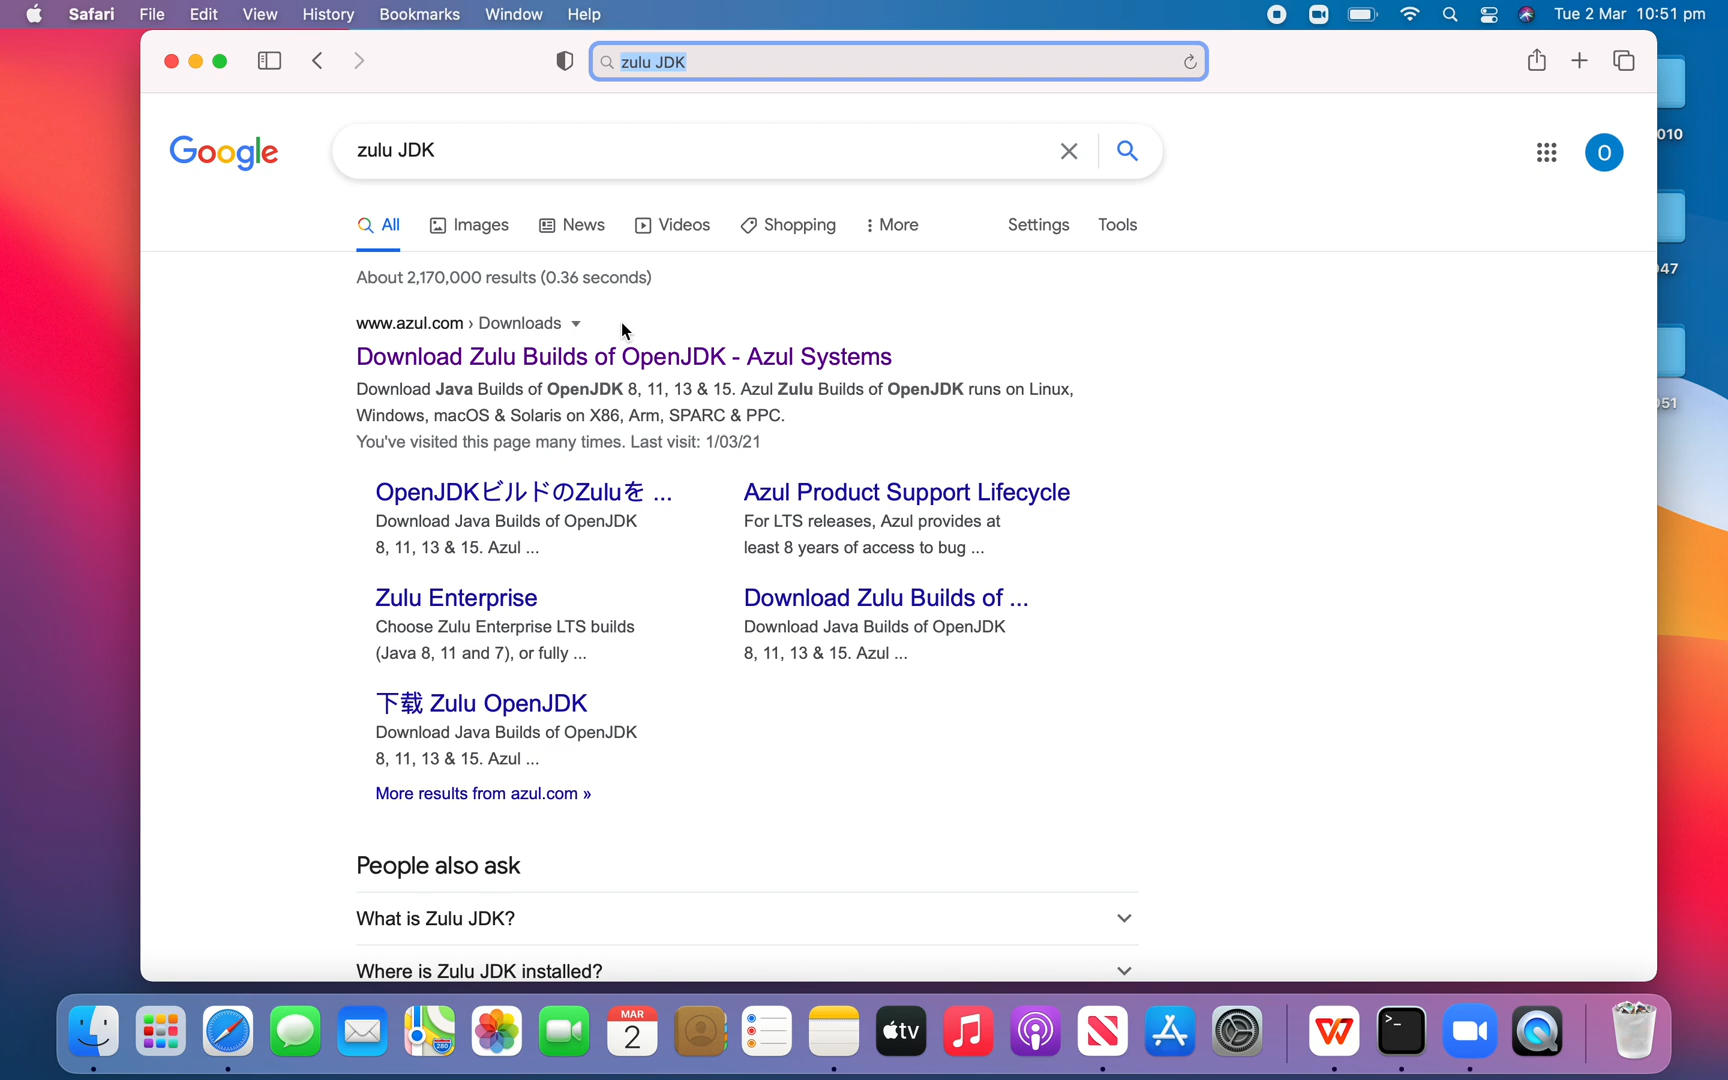 Safari File Edit View History Bookmarks Window Help Tue 2 Mar 10:51 pm
zulu JDK
Google zulu JDK O
All Images News Videos Shopping More Settings Tools
About 2,170,000 results (0.36 seconds)
www.azul.com › Downloads
Download Zulu Builds of OpenJDK - Azul Systems
Download Java Builds of OpenJDK 8, 11, 13 & 15. Azul Zulu Builds of OpenJDK runs on Linux,
Windows, macOS & Solaris on X86, Arm, SPARC & PPC.
You've visited this page many times. Last visit: 1/03/21
OpenJDKビルドのZuluを ...
Download Java Builds of OpenJDK
8, 11, 13 & 15. Azul ...
Azul Product Support Lifecycle
For LTS releases, Azul provides at
least 8 years of access to bug ...
Zulu Enterprise
Choose Zulu Enterprise LTS builds
(Java 8, 11 and 7), or fully ...
Download Zulu Builds of ...
Download Java Builds of OpenJDK
8, 11, 13 & 15. Azul ...
下载 Zulu OpenJDK
Download Java Builds of OpenJDK
8, 11, 13 & 15. Azul ...
More results from azul.com »
People also ask
What is Zulu JDK?
Where is Zulu JDK installed?
010
47
51
MAR
2
280
tv
>_